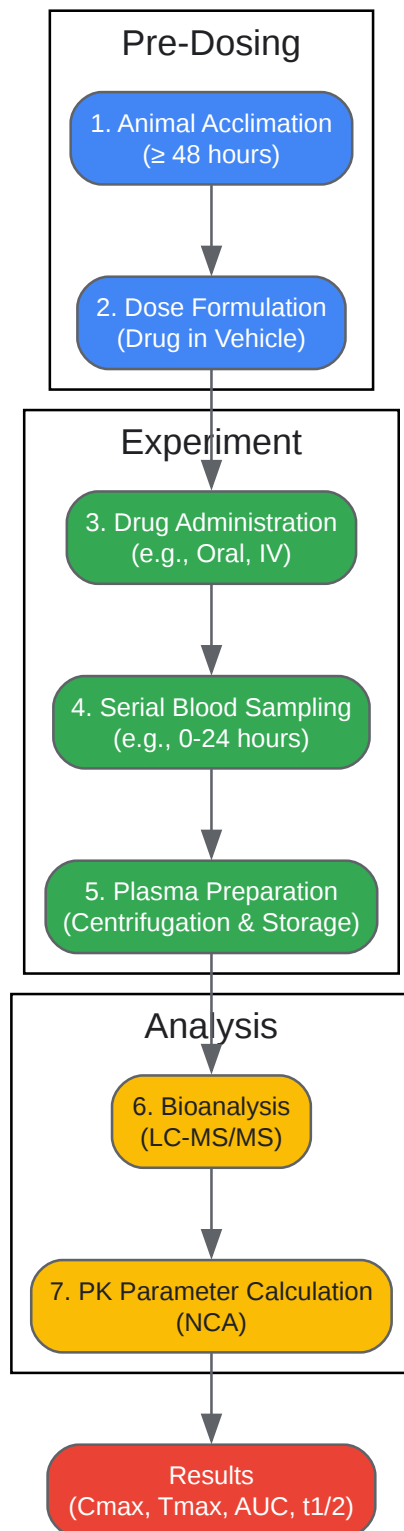 Pre-Dosing
1. Animal Acclimation
(≥ 48 hours)
2. Dose Formulation
(Drug in Vehicle)
Experiment
3. Drug Administration
(e.g., Oral, IV)
4. Serial Blood Sampling
(e.g., 0-24 hours)
5. Plasma Preparation
(Centrifugation & Storage)
Analysis
6. Bioanalysis
(LC-MS/MS)
7. PK Parameter Calculation
(NCA)
Results
(Cmax, Tmax, AUC, t1/2)